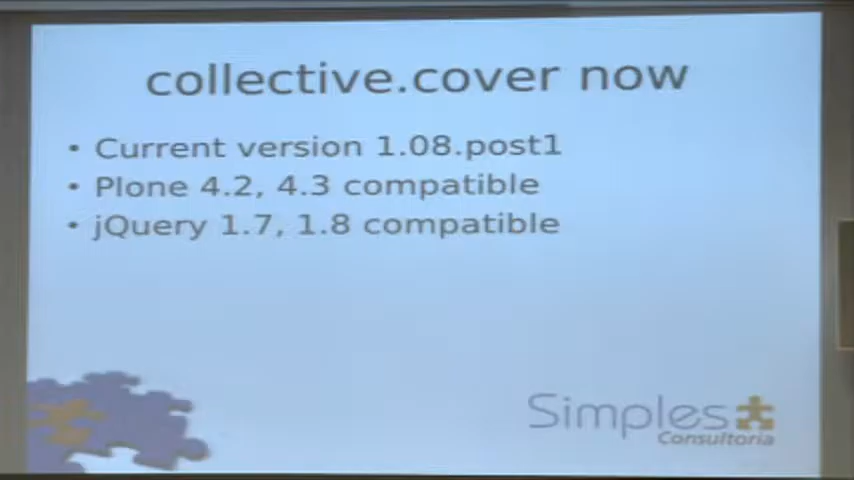 collective.cover now
• Current version 1.08.post1
• Plone 4.2, 4.3 compatible
• jQuery 1.7, 1.8 compatible
Simples
Consultoria